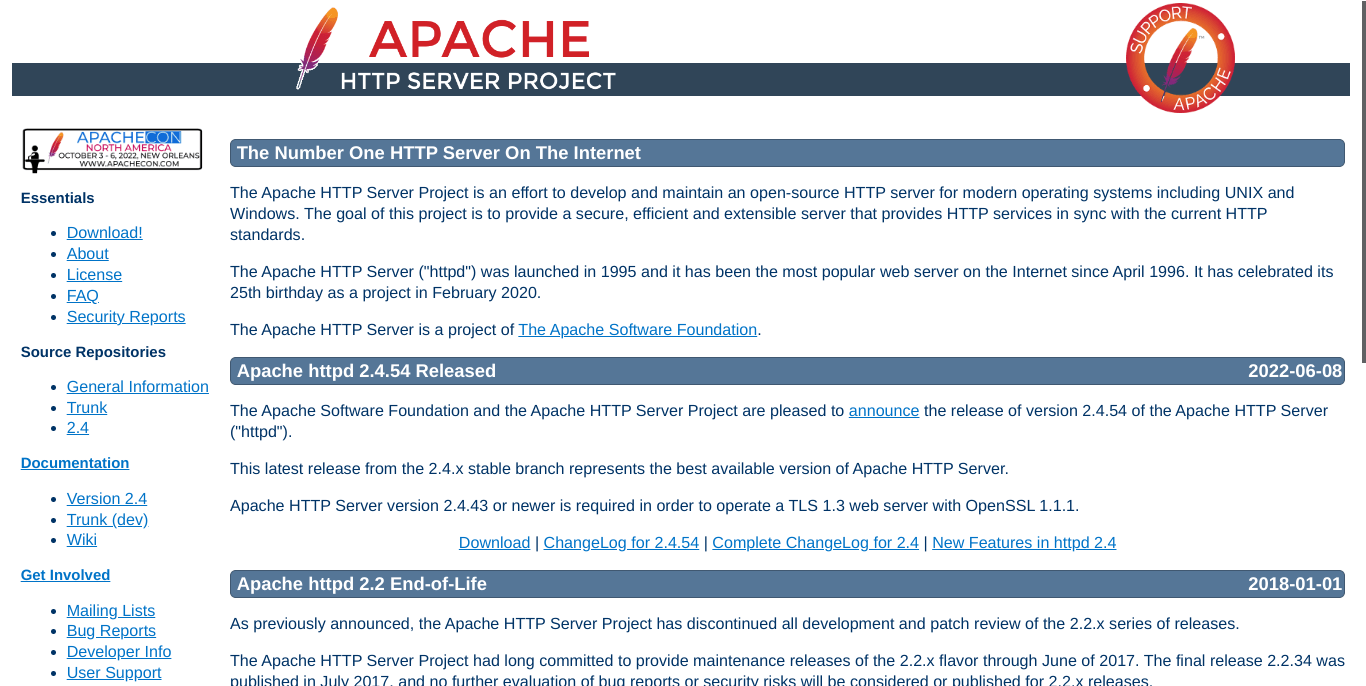 APACHE
HTTP SERVER PROJECT
SUPPORT
APACHE
™
APACHECON
NORTH AMERICA
OCTOBER 3 - 6, 2022, NEW ORLEANS
WWW.APACHECON.COM
Essentials
Download!
About
License
FAQ
Security Reports
Source Repositories
General Information
Trunk
2.4
Documentation
Version 2.4
Trunk (dev)
Wiki
Get Involved
Mailing Lists
Bug Reports
Developer Info
User Support
The Number One HTTP Server On The Internet
The Apache HTTP Server Project is an effort to develop and maintain an open-source HTTP server for modern operating systems including UNIX and
Windows. The goal of this project is to provide a secure, efficient and extensible server that provides HTTP services in sync with the current HTTP
standards.
The Apache HTTP Server ("httpd") was launched in 1995 and it has been the most popular web server on the Internet since April 1996. It has celebrated its
25th birthday as a project in February 2020.
The Apache HTTP Server is a project of The Apache Software Foundation.
Apache httpd 2.4.54 Released 2022-06-08
The Apache Software Foundation and the Apache HTTP Server Project are pleased to announce the release of version 2.4.54 of the Apache HTTP Server
("httpd").
This latest release from the 2.4.x stable branch represents the best available version of Apache HTTP Server.
Apache HTTP Server version 2.4.43 or newer is required in order to operate a TLS 1.3 web server with OpenSSL 1.1.1.
Download | ChangeLog for 2.4.54 | Complete ChangeLog for 2.4 | New Features in httpd 2.4
Apache httpd 2.2 End-of-Life 2018-01-01
As previously announced, the Apache HTTP Server Project has discontinued all development and patch review of the 2.2.x series of releases.
The Apache HTTP Server Project had long committed to provide maintenance releases of the 2.2.x flavor through June of 2017. The final release 2.2.34 was
published in July 2017, and no further evaluation of bug reports or security risks will be considered or published for 2.2.x releases.